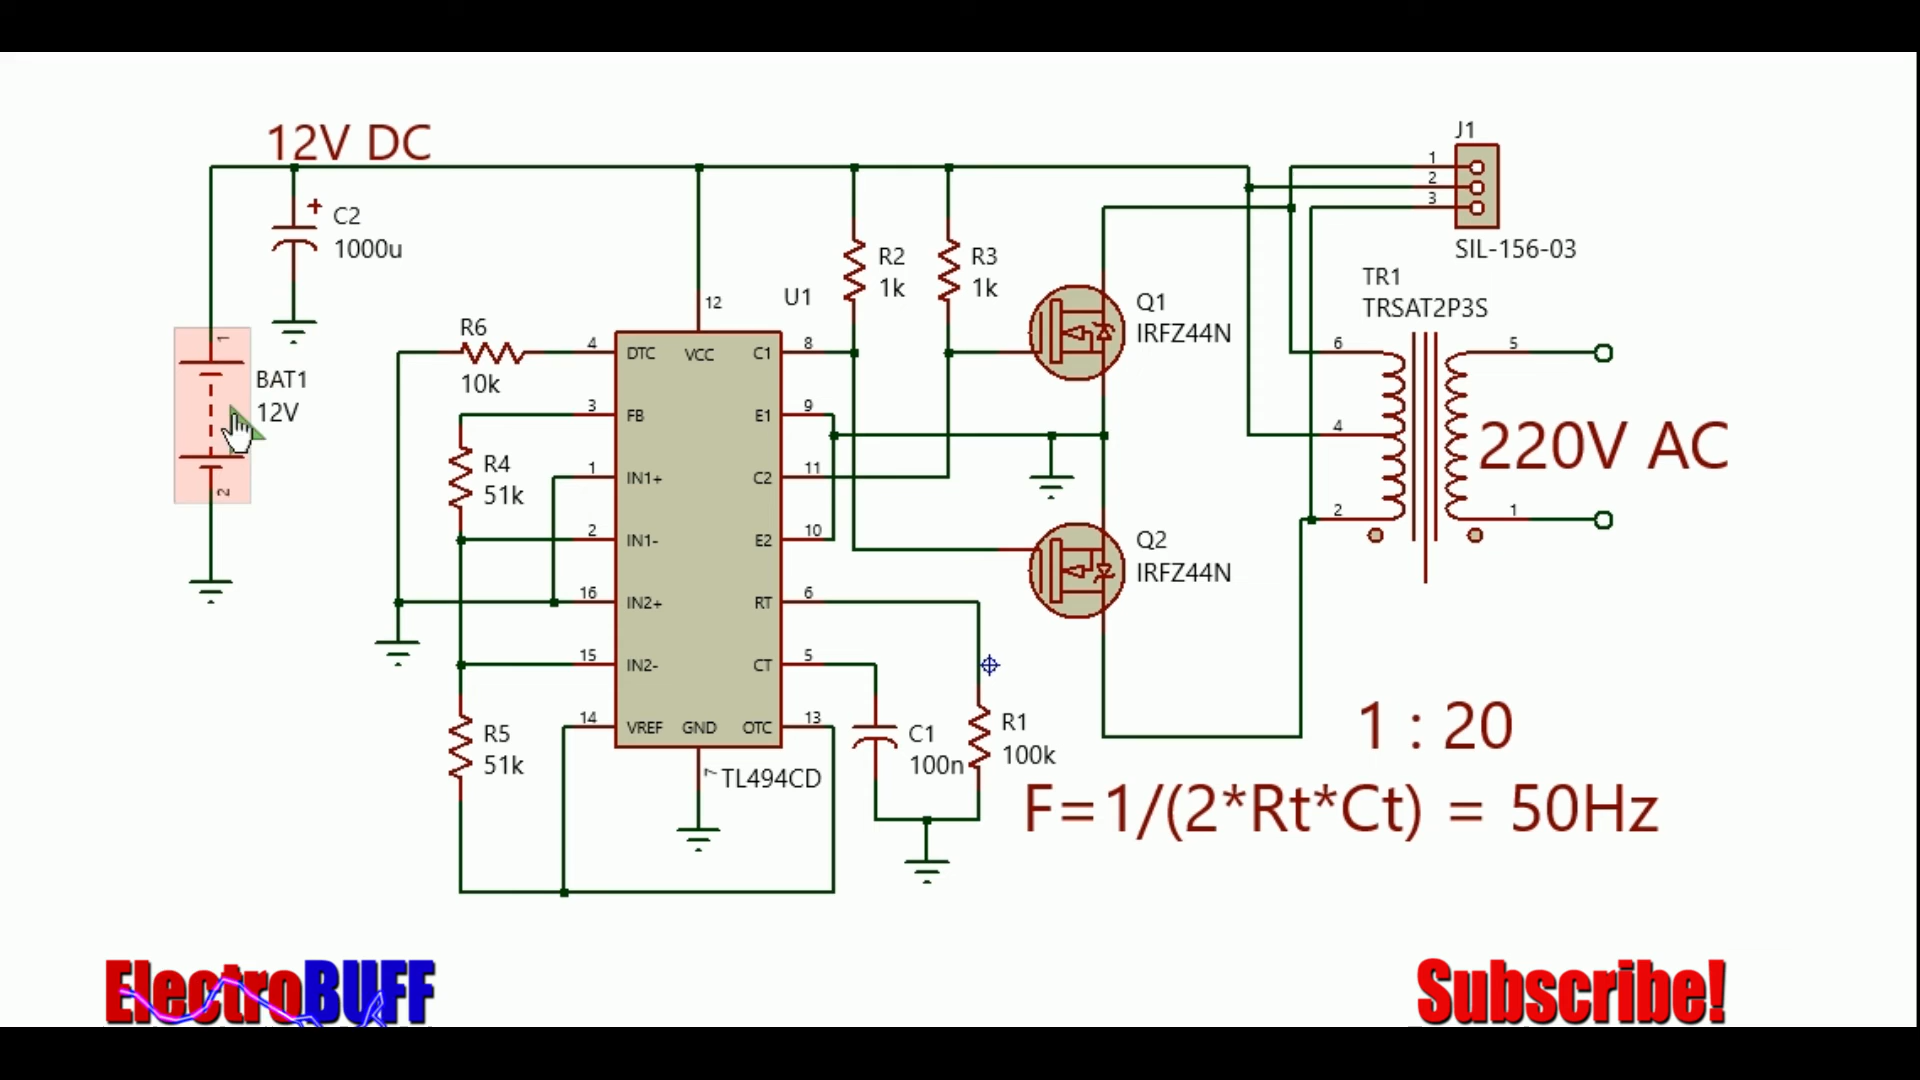 12V DC
J1
1
2
3
SIL-156-03
C2
1000u
+
R2
1k
R3
1k
U1
12
Q1
IRFZ44N
TR1
TRSAT2P3S
R6
10k
4
DTC
VCC
C1
8
6
5
1
BAT1
12V
2
3
FB
E1
9
4
220V AC
R4
51k
1
IN1+
C2
11
2
IN1-
E2
10
Q2
IRFZ44N
2
1
16
IN2+
RT
6
15
IN2-
CT
5
14
VREF
GND
OTC
13
R5
51k
7
TL494CD
C1
100n
R1
100k
1 : 20
F=1/(2*Rt*Ct) = 50Hz
ElectroBUFF
Subscribe!